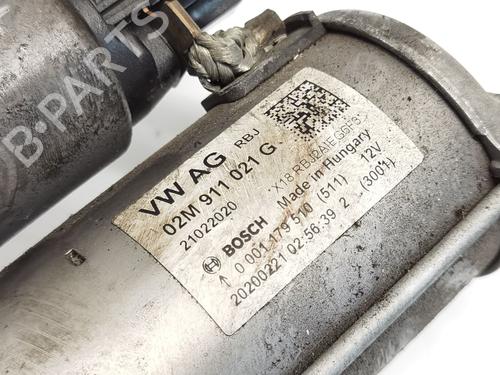 B-PARTS
VW AG RBJ
02M 911 021 G
21022020 *X18 RBJ2AIEG6F8*
BOSCH Made in Hungary
↑ 0 001 179 510 (511) 12V
20200221 02:56:39 2 (3001)